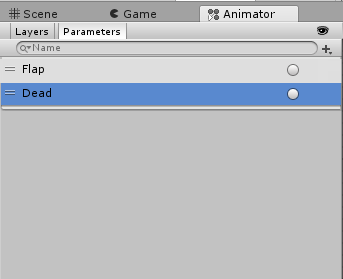 Scene Game Animator
Layers Parameters
Name
Flap
Dead